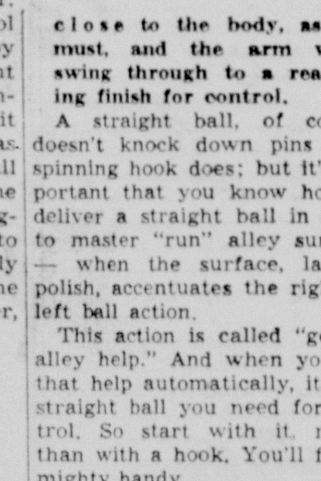 close to the body, as
must, and the arm
swing through to a rea
ing finish for control.
A straight ball, of co
doesn't knock down pins
spinning hook does; but it'
portant that you know ho
deliver a straight ball in
to master "run" alley sur
— when the surface, la
polish, accentuates the rig
left ball action.
This action is called "g
alley help." And when yo
that help automatically, it
straight ball you need for
trol. So start with it,
than with a hook. You'll f
mighty handy